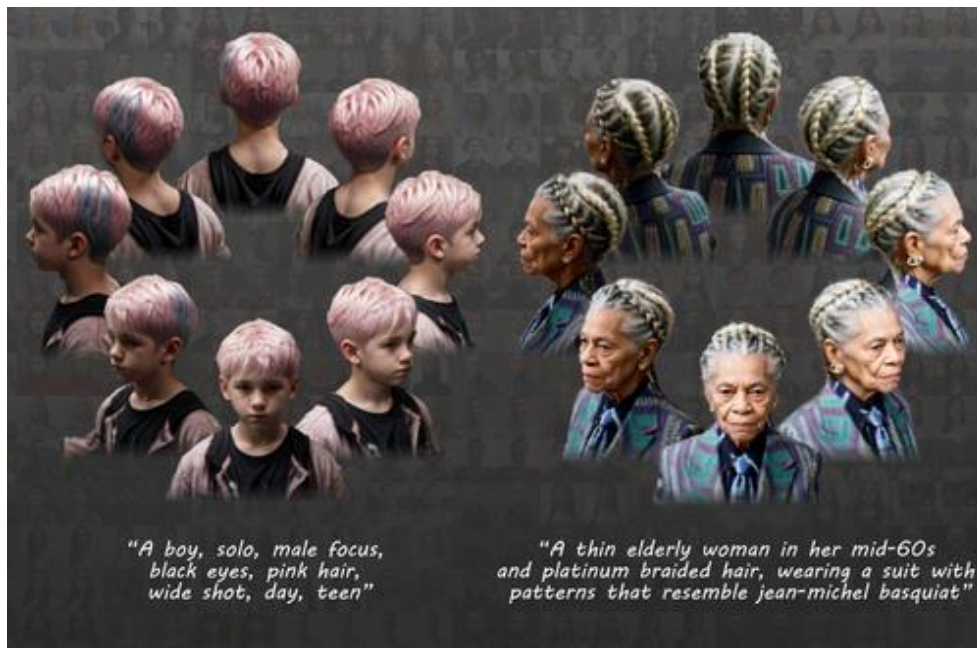 “A boy, solo, male focus,
black eyes, pink hair,
wide shot, day, teen”
“A thin elderly woman in her mid-60s
and platinum braided hair, wearing a suit with
patterns that resemble jean-michel basquiat”